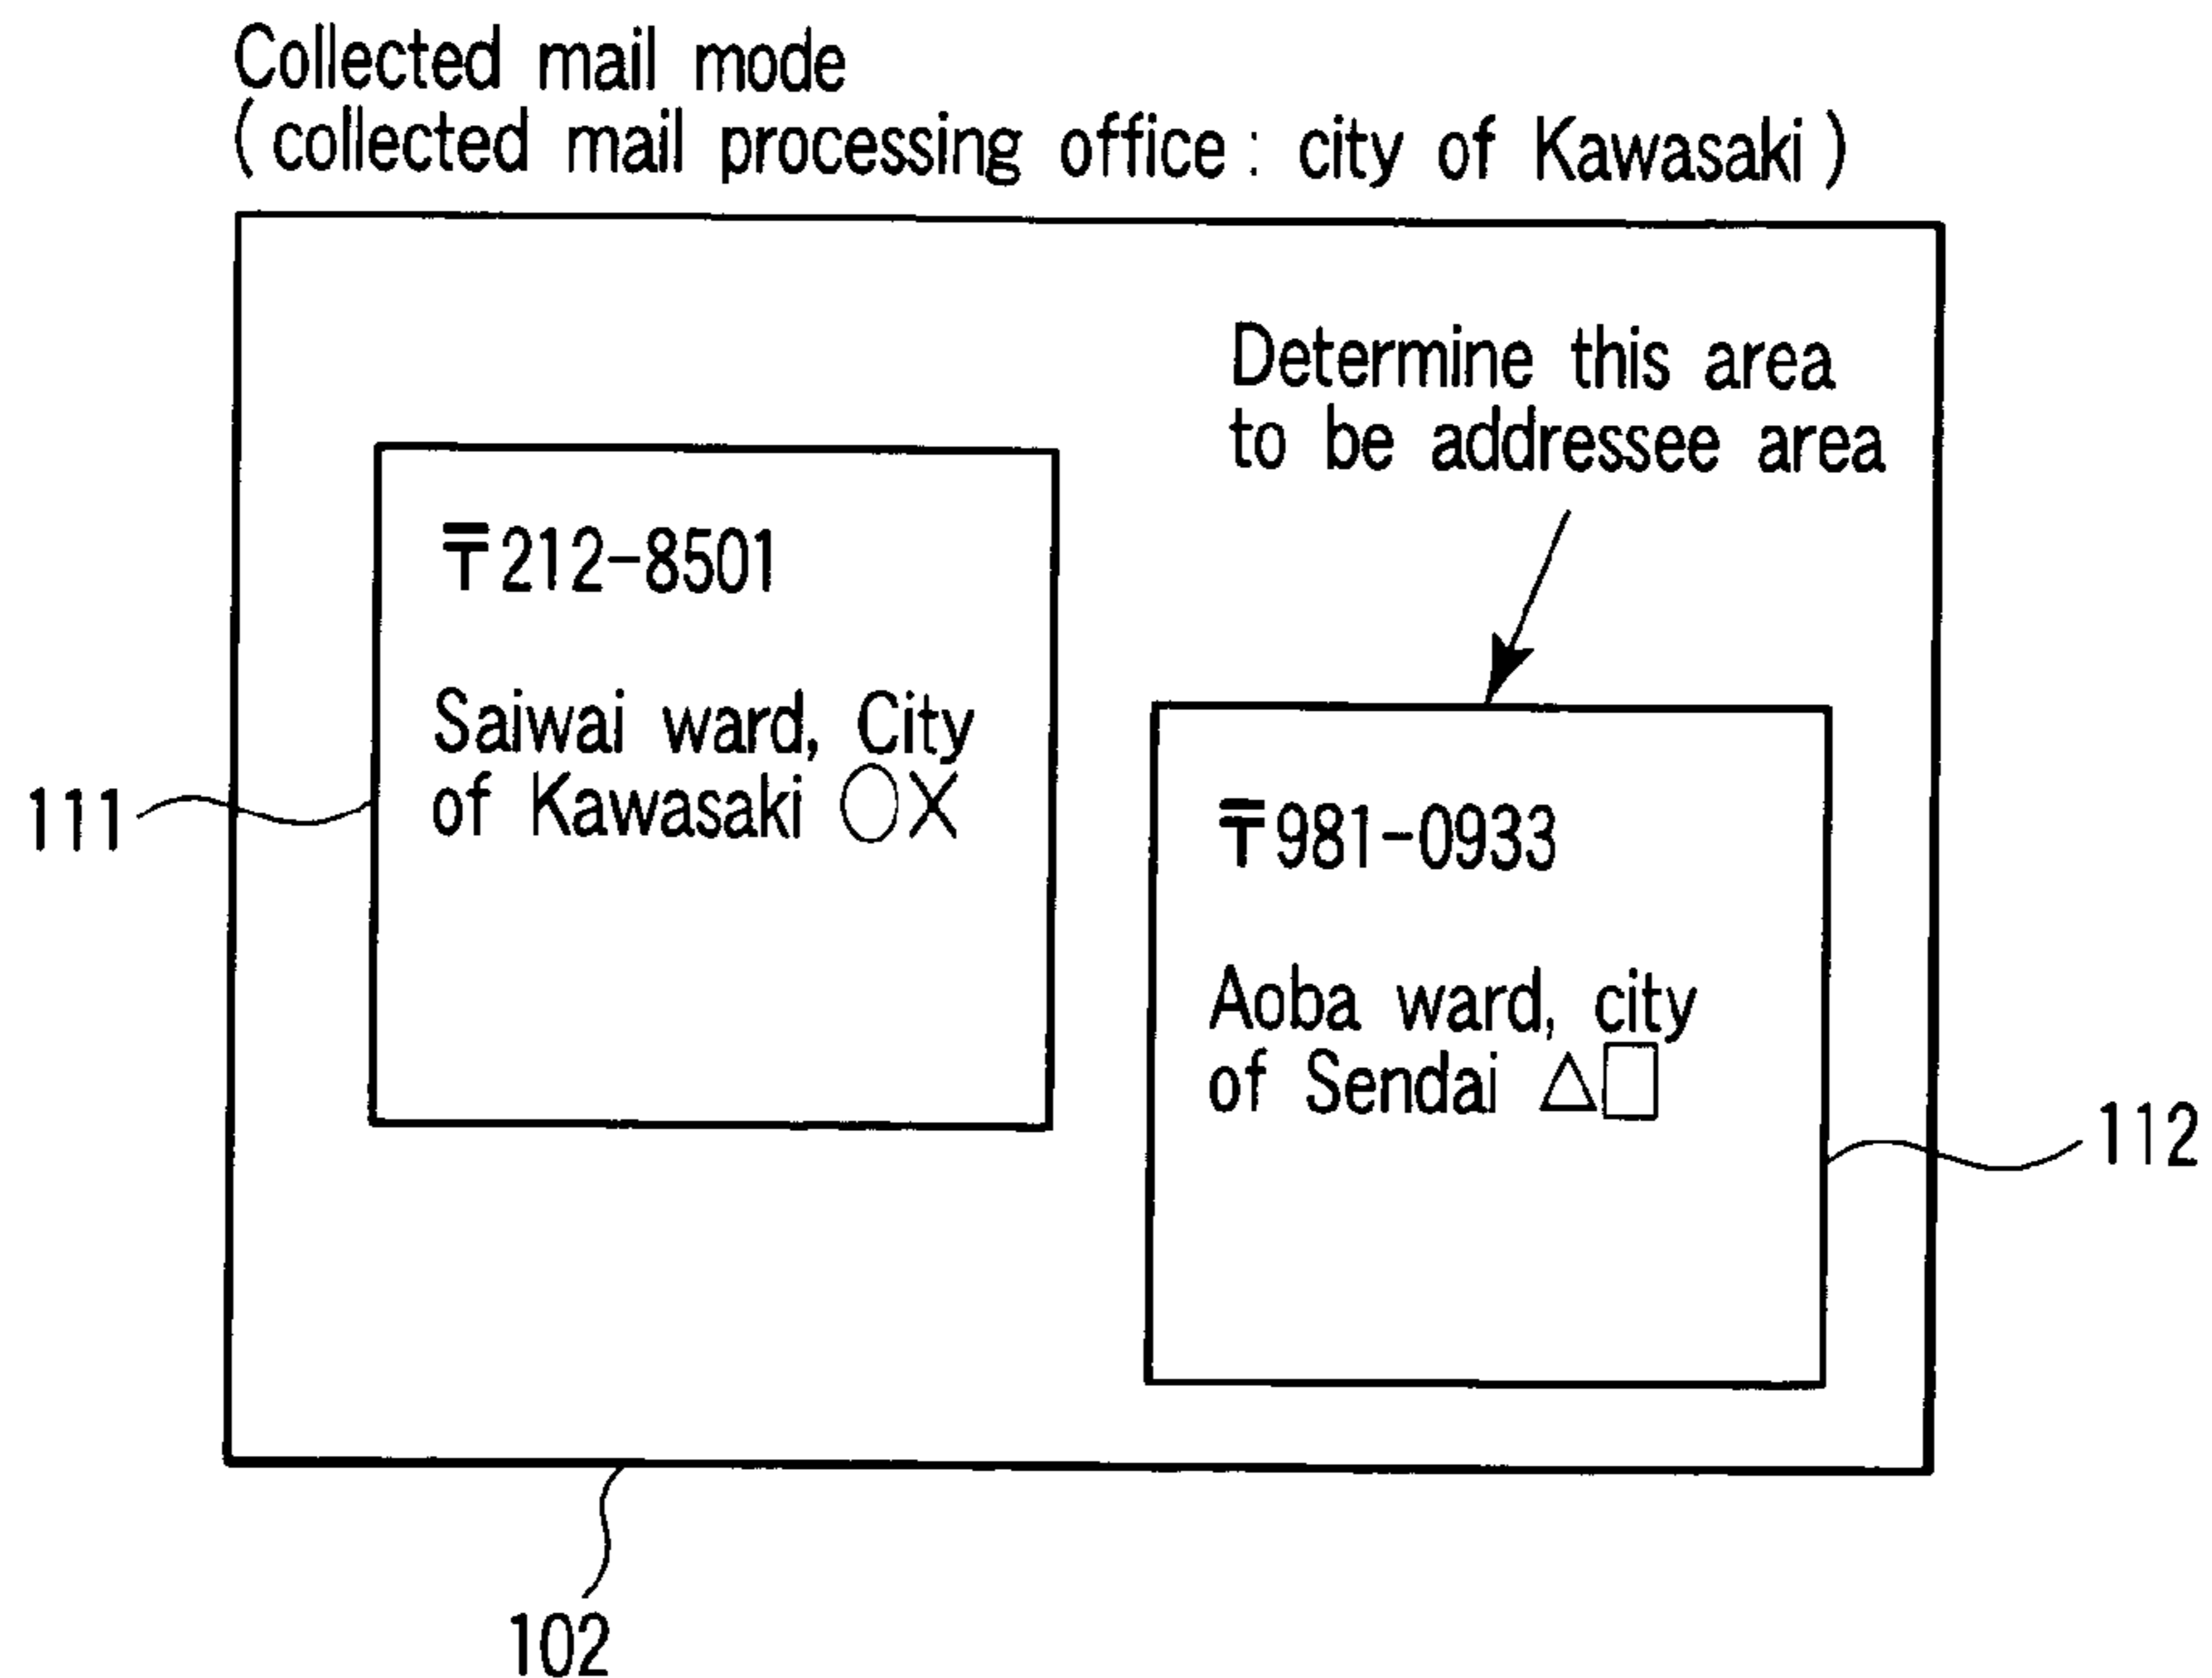 Collected mail mode
(collected mail processing office: city of Kawasaki)
Determine this area
to be addressee area
〒212-8501
Saiwai ward, City
of Kawasaki ○X
111
〒981-0933
Aoba ward, city
of Sendai △□
112
102